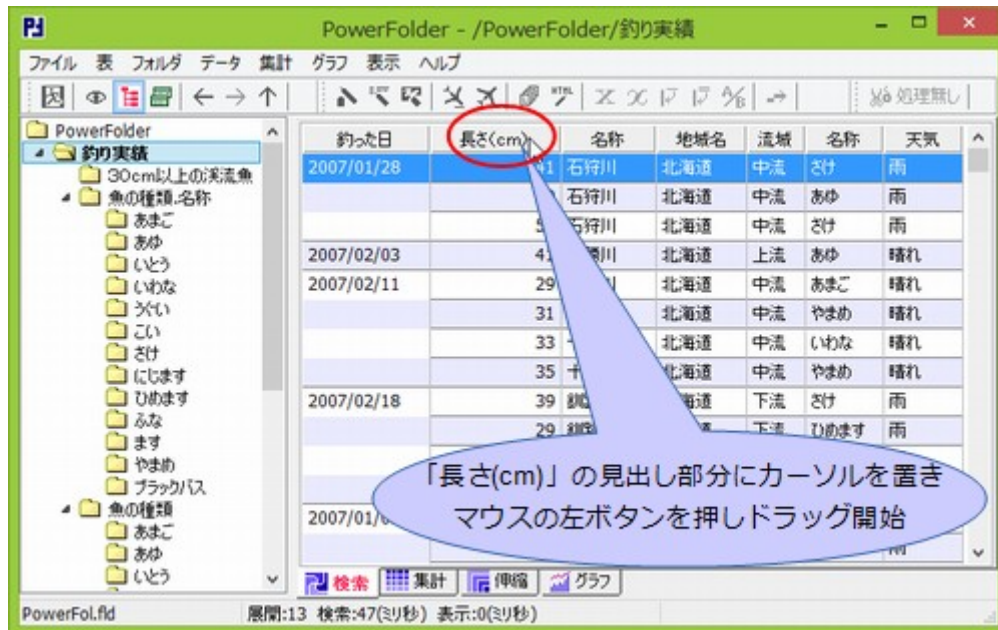 PowerFolder - /PowerFolder/釣り実績
ファイル 表 フォルダ データ 集計 グラフ 表示 ヘルプ
処理無し
PowerFolder
釣り実績
30cm以上の渓流魚
魚の種類.名称
あまご
あゆ
いとう
いわな
うぐい
こい
さけ
にじます
ひめます
ふな
ます
やまめ
ブラックバス
魚の種類
あまご
あゆ
いとう
釣った日 長さ(cm) 名称 地域名 流域 名称 天気
2007/01/28 41 石狩川 北海道 中流 さけ 雨
石狩川 北海道 中流 あゆ 雨
石狩川 北海道 中流 さけ 雨
2007/02/03 北海道 上流 あゆ 晴れ
2007/02/11 29 北海道 中流 あまご 晴れ
31 北海道 中流 やまめ 晴れ
33 北海道 中流 いわな 晴れ
35 北海道 中流 やまめ 晴れ
2007/02/18 39 下流 さけ 雨
29 下流 ひめます 雨
「長さ(cm)」の見出し部分にカーソルを置き
マウスの左ボタンを押しドラッグ開始
検索 集計 伸縮 グラフ
PowerFol.fld 展開:13 検索:47(ミリ秒) 表示:0(ミリ秒)